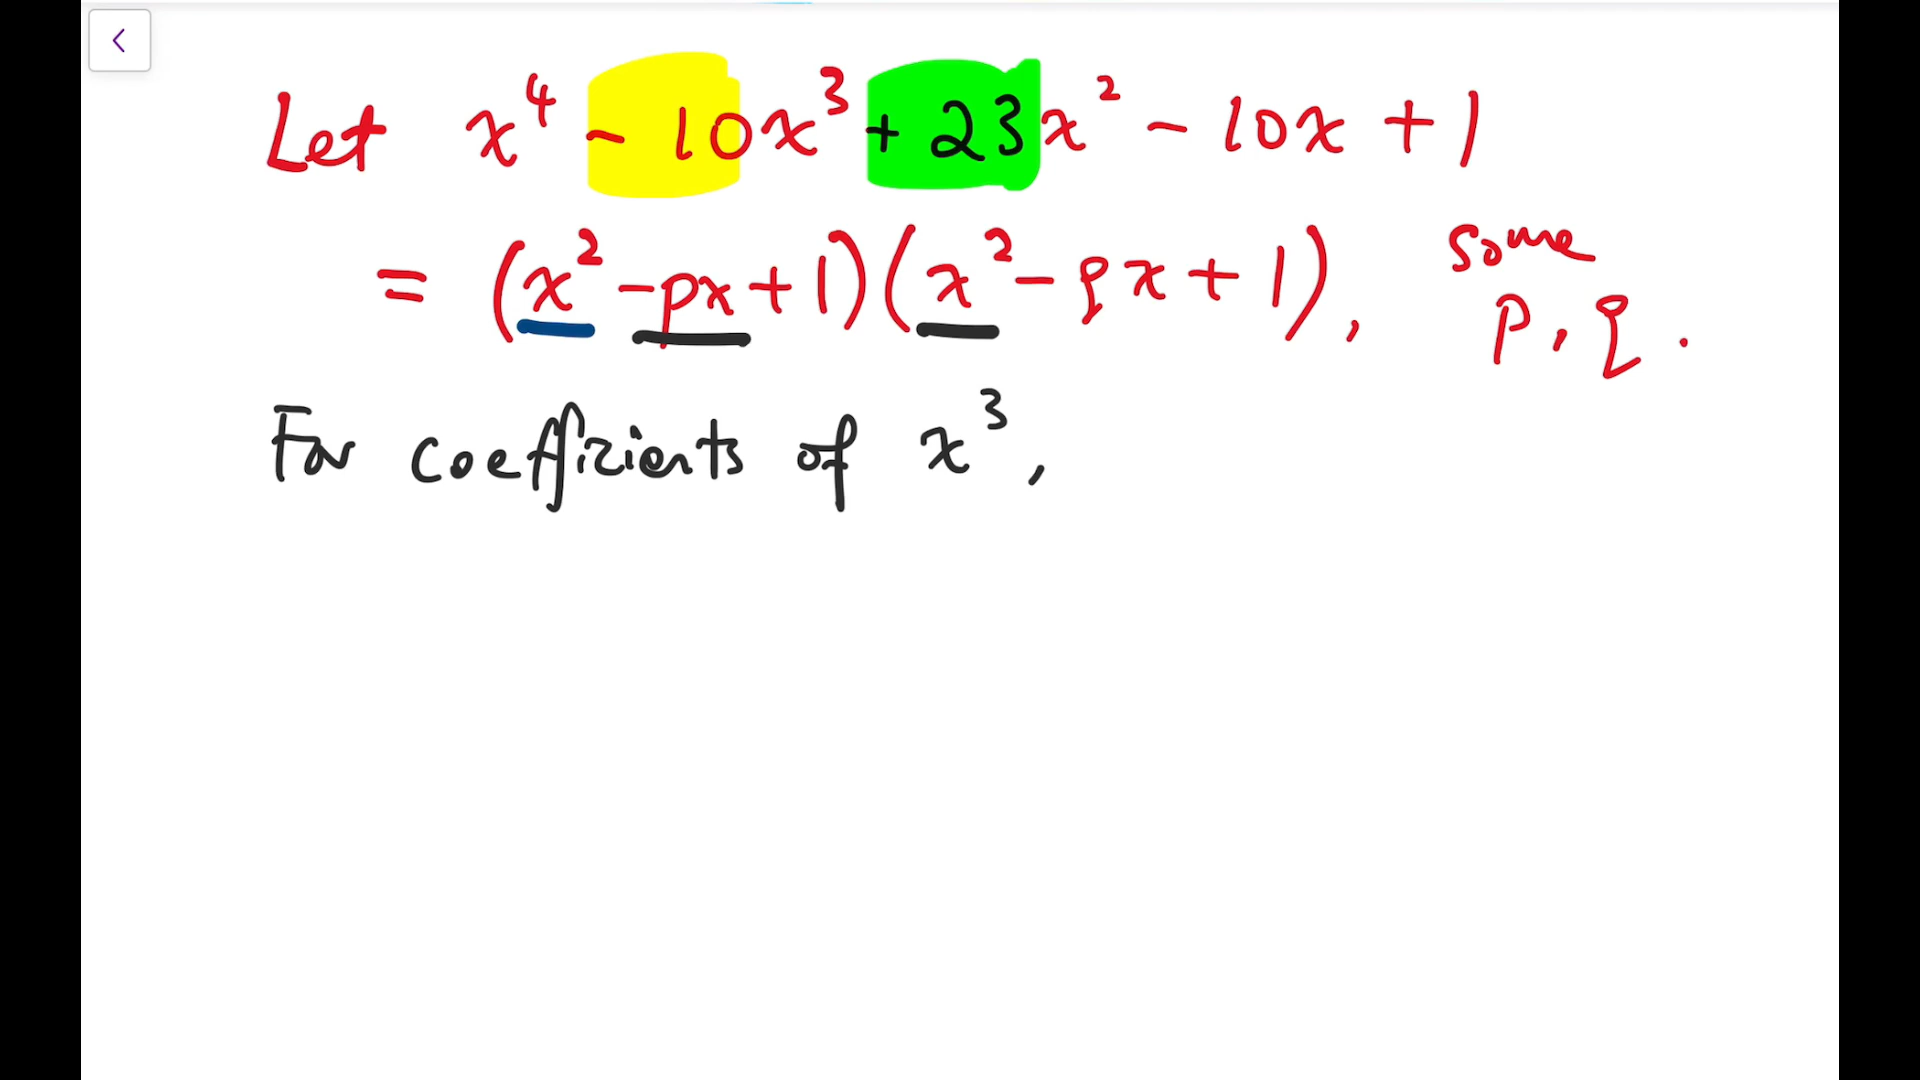 Let x⁴ - 10x³ + 23x² - 10x + 1
= (x² - px + 1)(x² - qx + 1), some p, q.
For coefficients of x³,